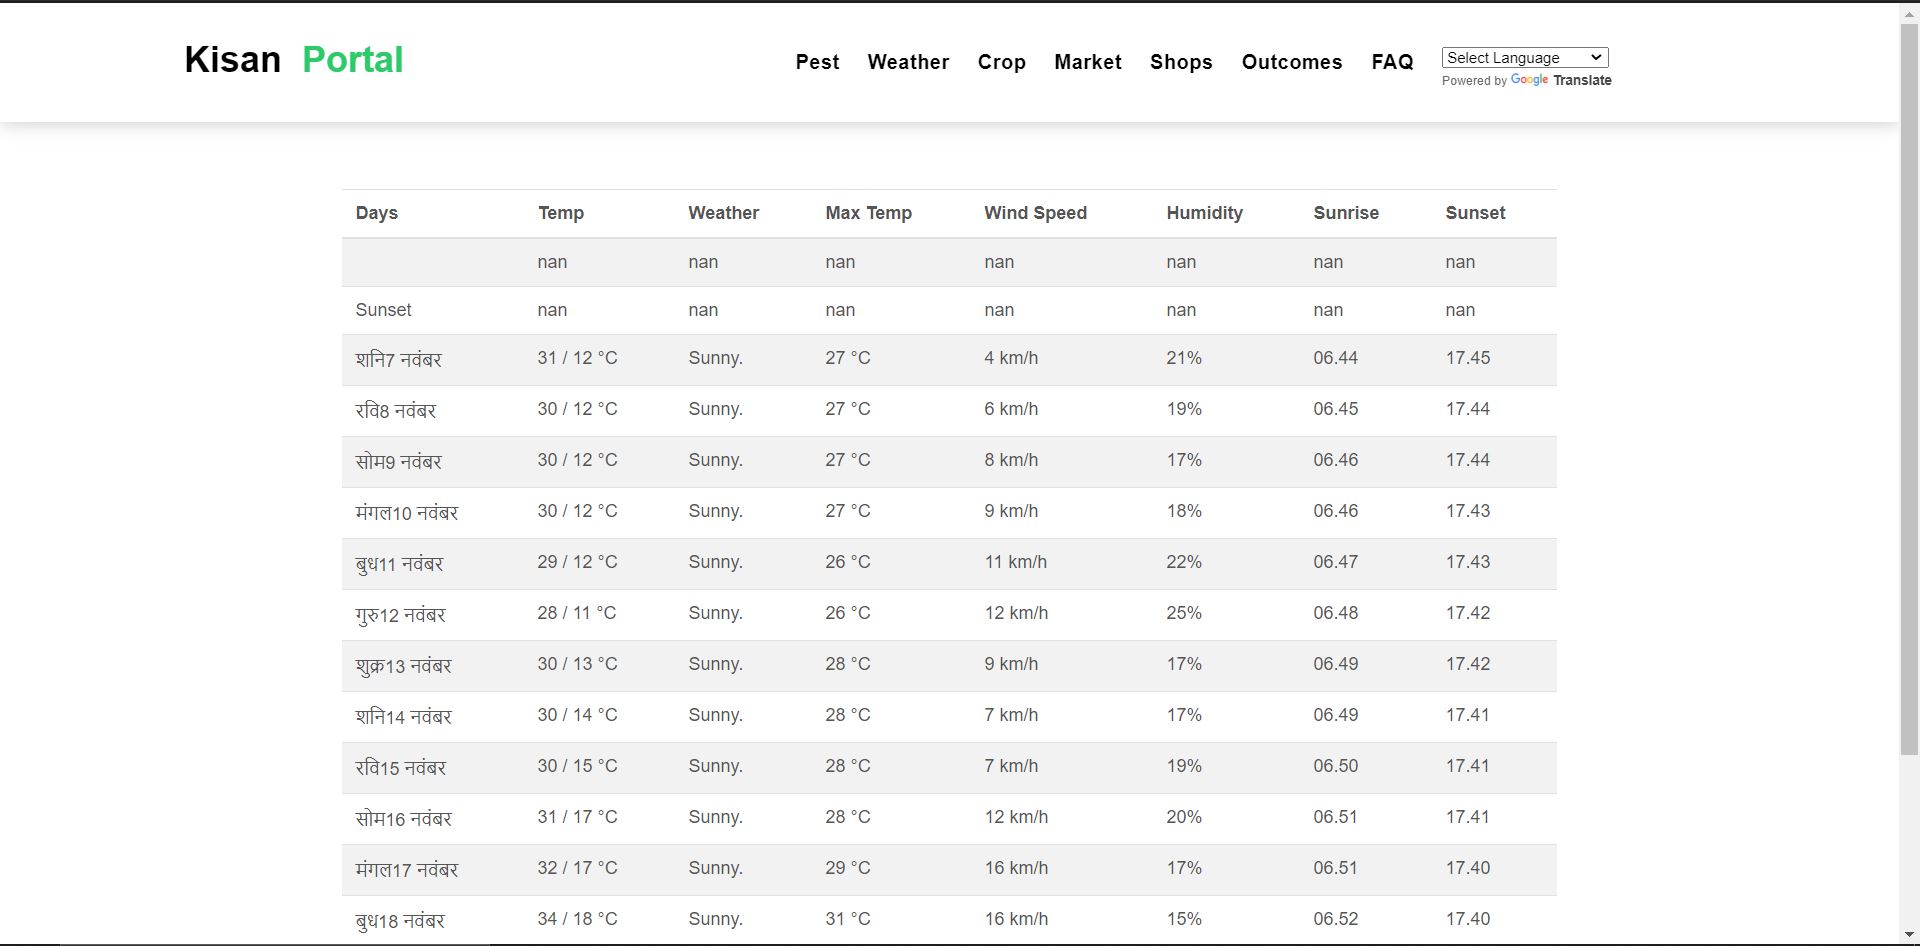 Kisan Portal Pest Weather Crop Market Shops Outcomes FAQ Select Language
Powered by Google Translate
Days Temp Weather Max Temp Wind Speed Humidity Sunrise Sunset
nan nan nan nan nan nan nan
Sunset nan nan nan nan nan nan nan
शनि7 नवंबर 31 / 12 °C Sunny. 27 °C 4 km/h 21% 06.44 17.45
रवि8 नवंबर 30 / 12 °C Sunny. 27 °C 6 km/h 19% 06.45 17.44
सोम9 नवंबर 30 / 12 °C Sunny. 27 °C 8 km/h 17% 06.46 17.44
मंगल10 नवंबर 30 / 12 °C Sunny. 27 °C 9 km/h 18% 06.46 17.43
बुध11 नवंबर 29 / 12 °C Sunny. 26 °C 11 km/h 22% 06.47 17.43
गुरु12 नवंबर 28 / 11 °C Sunny. 26 °C 12 km/h 25% 06.48 17.42
शुक्र13 नवंबर 30 / 13 °C Sunny. 28 °C 9 km/h 17% 06.49 17.42
शनि14 नवंबर 30 / 14 °C Sunny. 28 °C 7 km/h 17% 06.49 17.41
रवि15 नवंबर 30 / 15 °C Sunny. 28 °C 7 km/h 19% 06.50 17.41
सोम16 नवंबर 31 / 17 °C Sunny. 28 °C 12 km/h 20% 06.51 17.41
मंगल17 नवंबर 32 / 17 °C Sunny. 29 °C 16 km/h 17% 06.51 17.40
बुध18 नवंबर 34 / 18 °C Sunny. 31 °C 16 km/h 15% 06.52 17.40